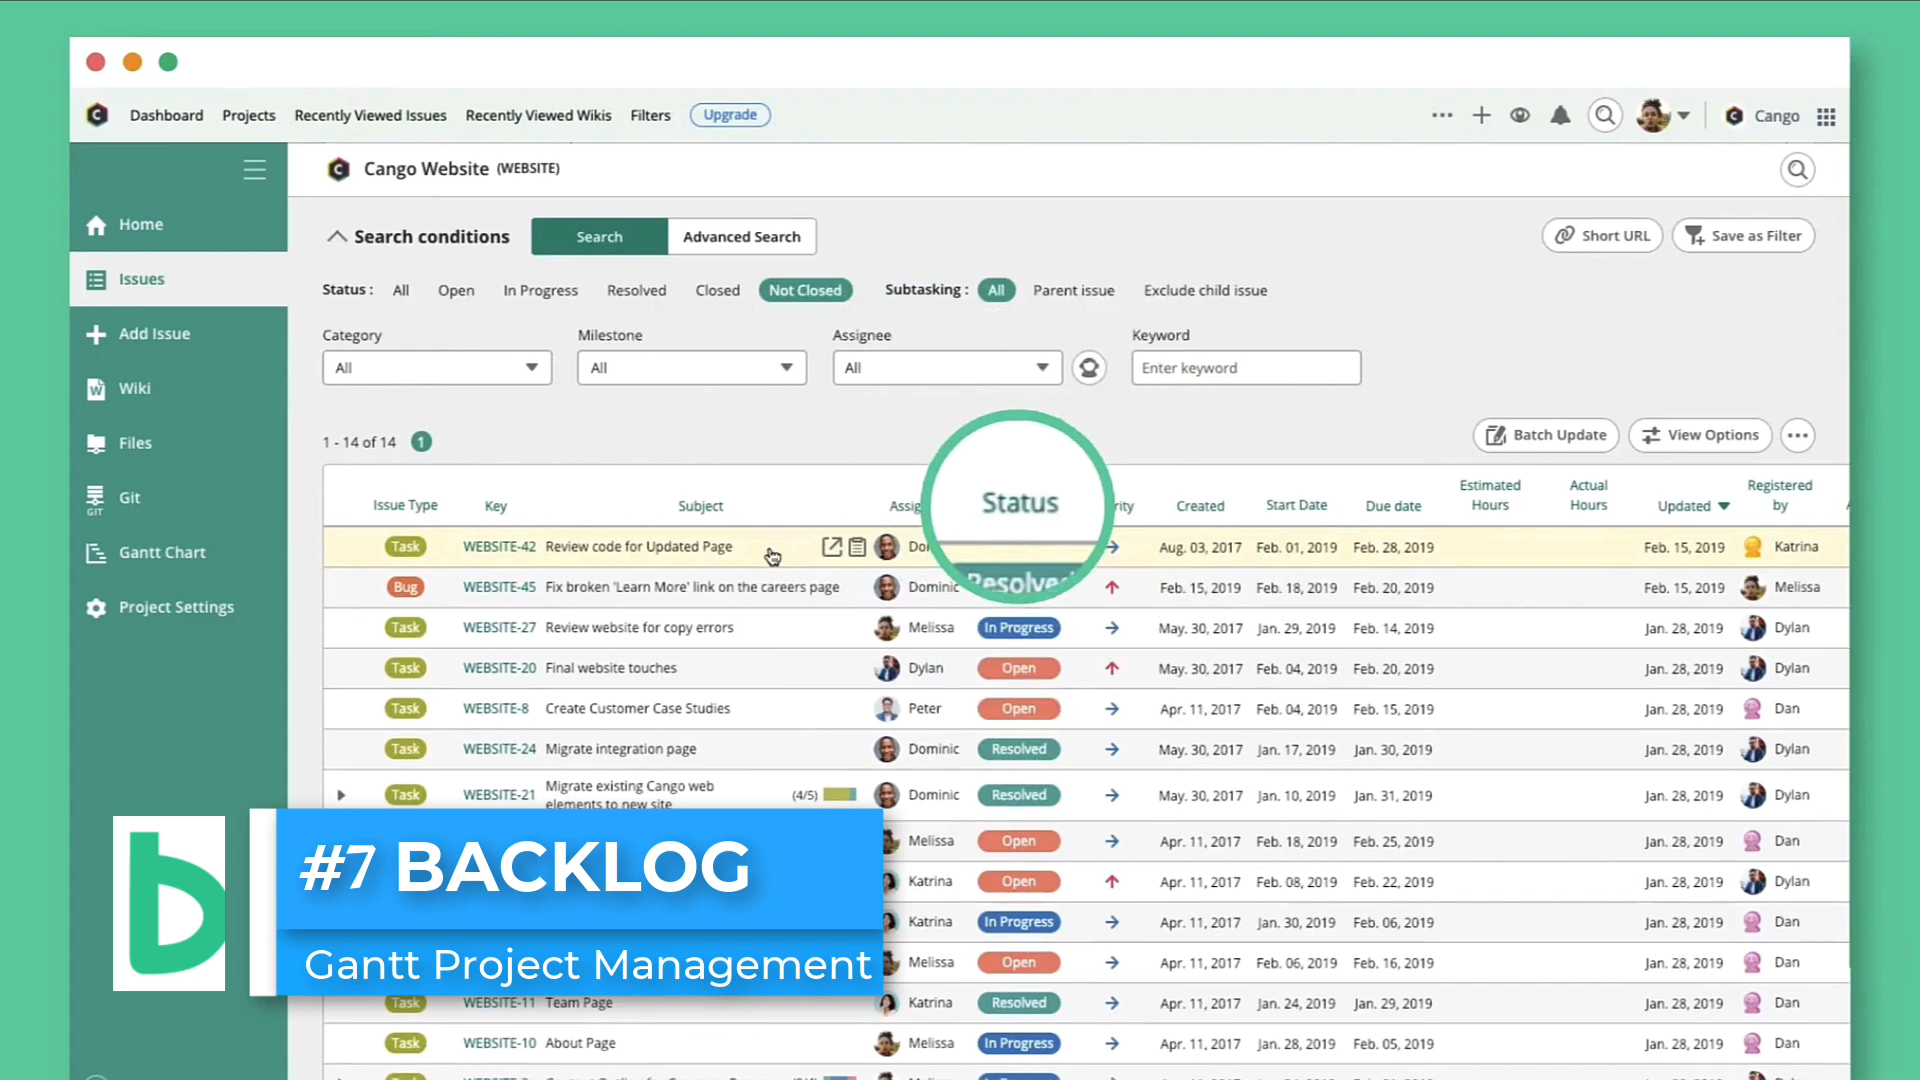 Dashboard Projects Recently Viewed Issues Recently Viewed Wikis Filters Upgrade Cango
Cango Website (WEBSITE)
Home
Issues
Add Issue
Wiki
Files
Git
GIT
Gantt Chart
Project Settings
Search conditions Search Advanced Search Short URL Save as Filter
Status : All Open In Progress Resolved Closed Not Closed Subtasking : All Parent issue Exclude child issue
Category Milestone Assignee Keyword
All All All Enter keyword
1 - 14 of 14 1 Batch Update View Options
Issue Type Key Subject Status Created Start Date Due date Estimated Hours Actual Hours Updated Registered by
Task WEBSITE-42 Review code for Updated Page Aug. 03, 2017 Feb. 01, 2019 Feb. 28, 2019 Feb. 15, 2019 Katrina
Resolved
Bug WEBSITE-45 Fix broken 'Learn More' link on the careers page Dominic Feb. 15, 2019 Feb. 18, 2019 Feb. 20, 2019 Feb. 15, 2019 Melissa
Task WEBSITE-27 Review website for copy errors Melissa In Progress May. 30, 2017 Jan. 29, 2019 Feb. 14, 2019 Jan. 28, 2019 Dylan
Task WEBSITE-20 Final website touches Dylan Open May. 30, 2017 Feb. 04, 2019 Feb. 20, 2019 Jan. 28, 2019 Dylan
Task WEBSITE-8 Create Customer Case Studies Peter Open Apr. 11, 2017 Feb. 04, 2019 Feb. 15, 2019 Jan. 28, 2019 Dan
Task WEBSITE-24 Migrate integration page Dominic Resolved May. 30, 2017 Jan. 17, 2019 Jan. 30, 2019 Jan. 28, 2019 Dylan
Task WEBSITE-21 Migrate existing Cango web elements to new site (4/5) Dominic Resolved May. 30, 2017 Jan. 10, 2019 Jan. 31, 2019 Jan. 28, 2019 Dylan
Melissa Open Apr. 11, 2017 Feb. 18, 2019 Feb. 25, 2019 Jan. 28, 2019 Dan
Katrina Open Apr. 11, 2017 Feb. 08, 2019 Feb. 22, 2019 Jan. 28, 2019 Dylan
Katrina In Progress Apr. 11, 2017 Jan. 30, 2019 Feb. 06, 2019 Jan. 28, 2019 Dan
Melissa Open Apr. 11, 2017 Feb. 06, 2019 Feb. 16, 2019 Jan. 28, 2019 Dan
Task WEBSITE-11 Team Page Katrina Resolved Apr. 11, 2017 Jan. 24, 2019 Jan. 29, 2019 Jan. 28, 2019 Dan
Task WEBSITE-10 About Page Melissa In Progress Apr. 11, 2017 Jan. 28, 2019 Feb. 05, 2019 Jan. 28, 2019 Dan
b
#7 BACKLOG
Gantt Project Management